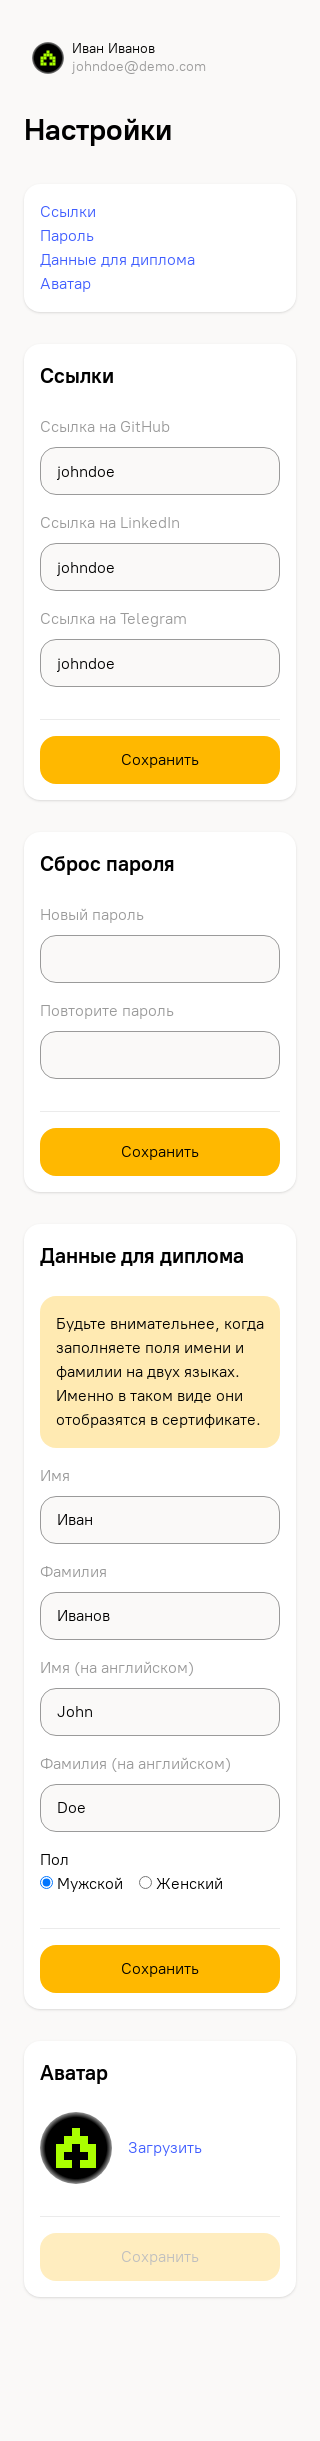 Иван Иванов
johndoe@demo.com
Настройки
Ссылки
Пароль
Данные для диплома
Аватар
Ссылки
Ссылка на GitHub
johndoe
Ссылка на LinkedIn
johndoe
Ссылка на Telegram
johndoe
Сохранить
Сброс пароля
Новый пароль
Повторите пароль
Сохранить
Данные для диплома
Будьте внимательнее, когда
заполняете поля имени и
фамилии на двух языках.
Именно в таком виде они
отобразятся в сертификате.
Имя
Иван
Фамилия
Иванов
Имя (на английском)
John
Фамилия (на английском)
Doe
Пол
Мужской Женский
Сохранить
Аватар
Загрузить
Сохранить